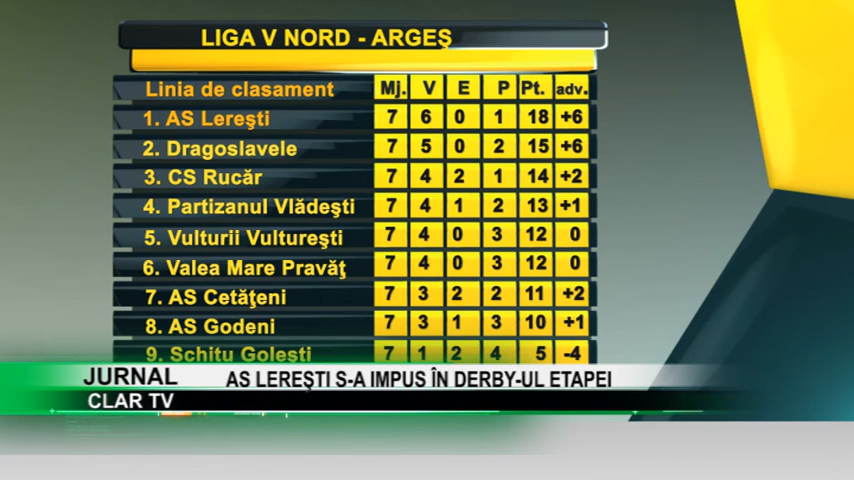 LIGA V NORD - ARGEŞ
Linia de clasament Mj. V E P Pt. adv.
1. AS Lereşti 7 6 0 1 18 +6
2. Dragoslavele 7 5 0 2 15 +6
3. CS Rucăr 7 4 2 1 14 +2
4. Partizanul Vlădeşti 7 4 1 2 13 +1
5. Vulturii Vultureşti 7 4 0 3 12 0
6. Valea Mare Pravăţ 7 4 0 3 12 0
7. AS Cetăţeni 7 3 2 2 11 +2
8. AS Godeni 7 3 1 3 10 +1
9. Schitu Goleşti 7 1 2 4 5 -4
JURNAL AS LEREŞTI S-A IMPUS ÎN DERBY-UL ETAPEI
CLAR TV